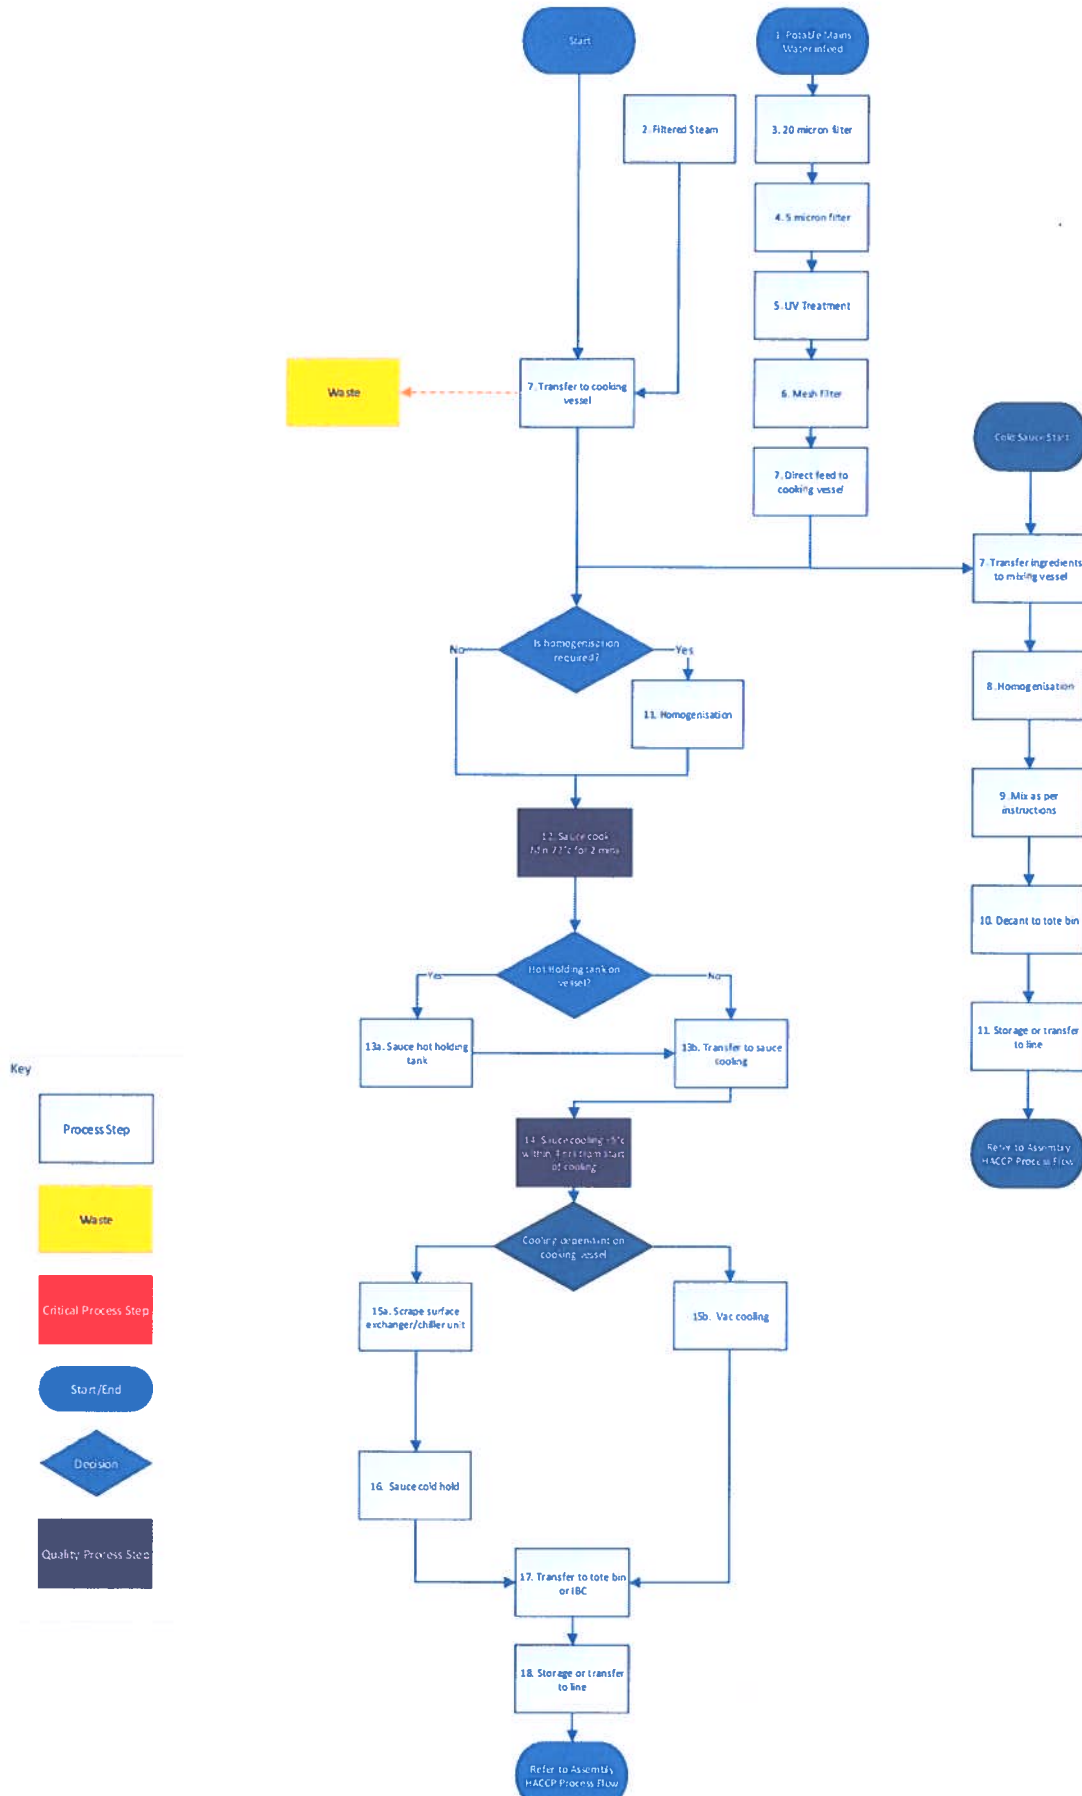 Start
1. Potable Mains
Water infeed
2. Filtered Steam
3. 20 micron filter
4. 5 micron filter
5. UV Treatment
Waste
7. Transfer to cooking
vessel
6. Mesh Filter
Cold Sauce Start
7. Direct feed to
cooking vessel
7. Transfer ingredients
to mixing vessel
Is homogenisation
required?
No
Yes
8. Homogenisation
11. Homogenisation
9. Mix as per
instructions
12. Sauce cook
for 2 mins
10. Decant to tote bin
Hot Holding tank on
vessel?
Yes
No
13a. Sauce hot holding
tank
13b. Transfer to sauce
cooling
11. Storage or transfer
to line
Key
Process Step
14. Sauce cooling
within from start
of cooling
Refer to Assembly
HACCP Process Flow
Waste
Cooling dependant on
cooking vessel
Critical Process Step
15a. Scrape surface
exchanger/chiller unit
15b. Vac cooling
Start/End
Decision
16. Sauce cold hold
Quality Process Step
17. Transfer to tote bin
or IBC
18. Storage or transfer
to line
Refer to Assembly
HACCP Process Flow